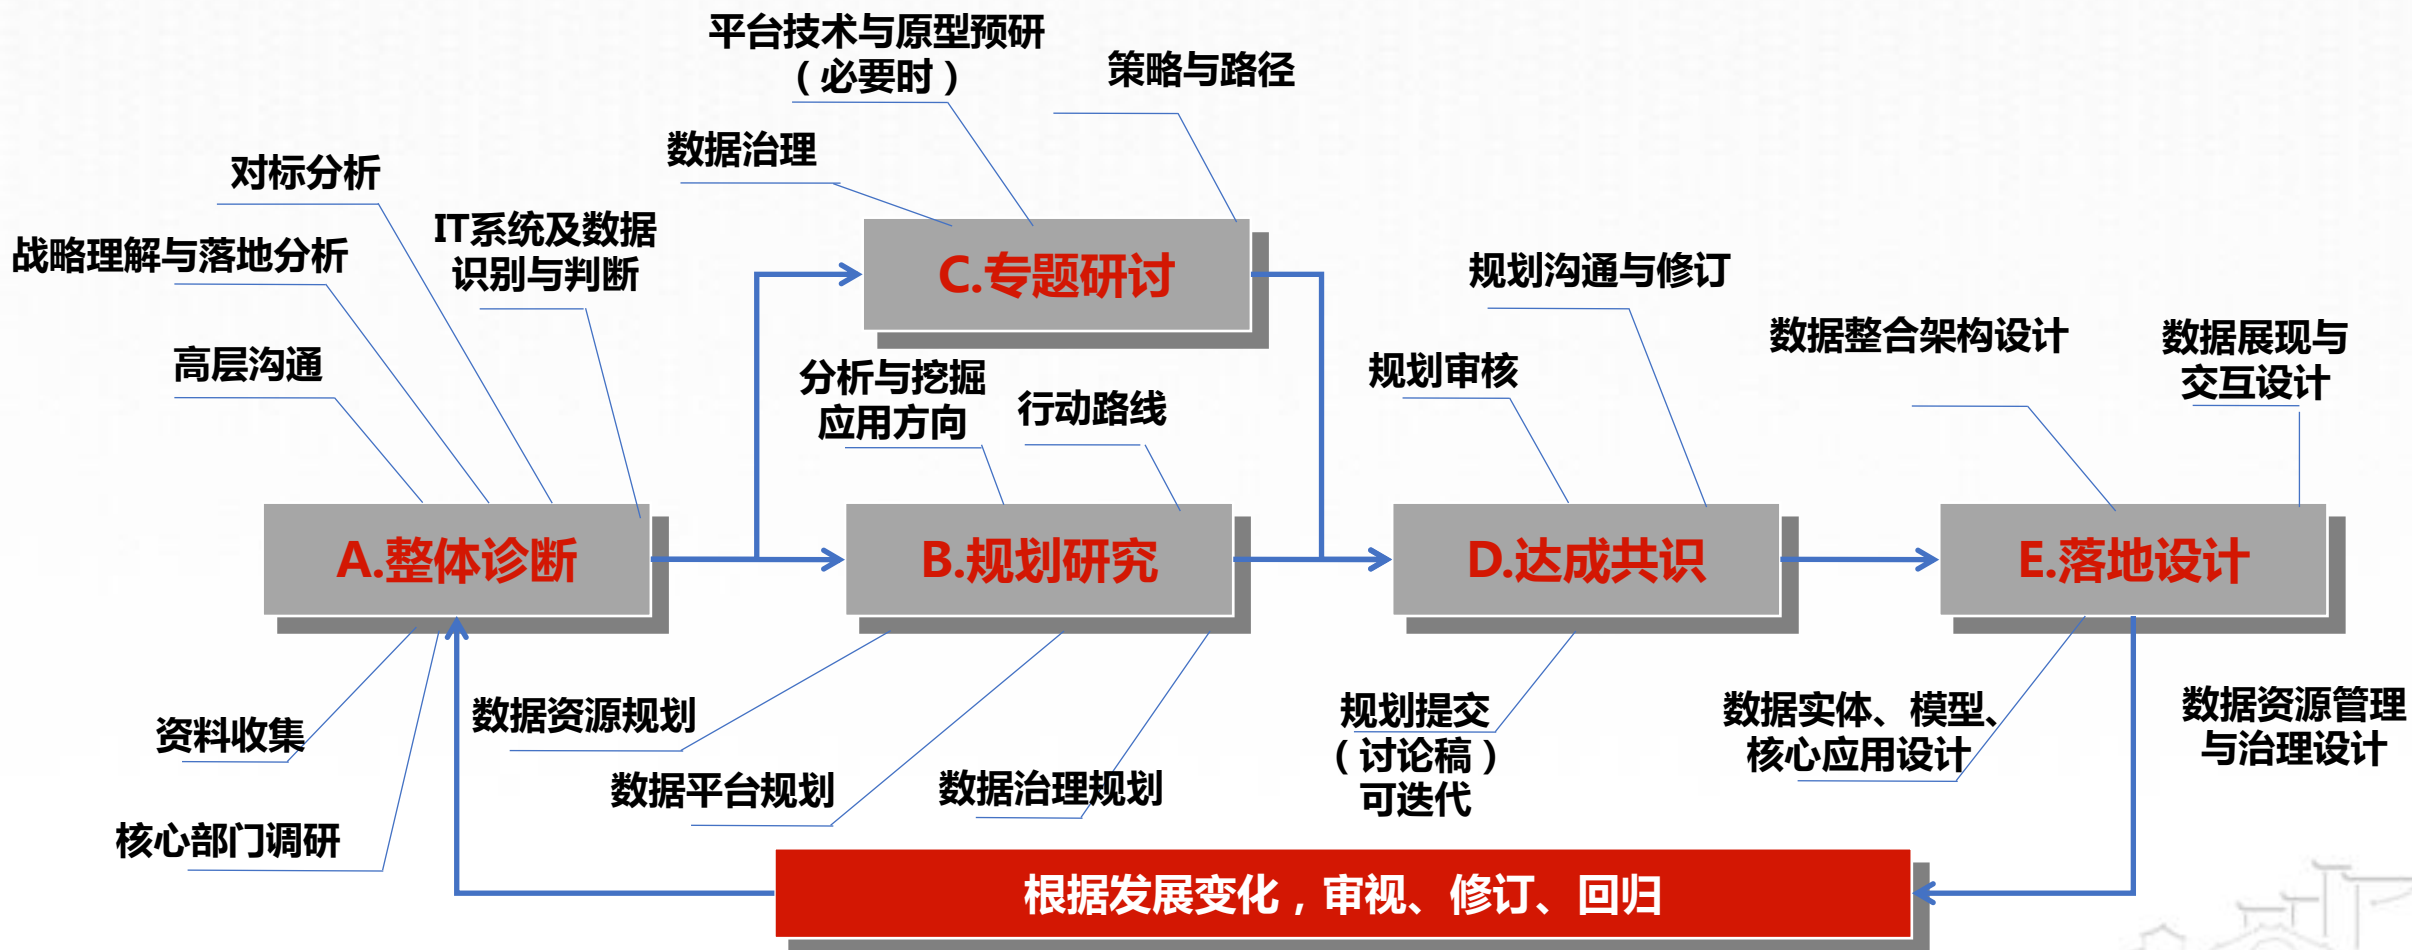 平台技术与原型预研
（必要时）
策略与路径
数据治理
对标分析
IT系统及数据
识别与判断
战略理解与落地分析
高层沟通
C.专题研讨
规划沟通与修订
数据整合架构设计
数据展现与
交互设计
规划审核
分析与挖掘
应用方向
行动路线
A.整体诊断
B.规划研究
D.达成共识
E.落地设计
资料收集
数据资源规划
规划提交
（讨论稿）
可迭代
数据实体、模型、
核心应用设计
数据资源管理
与治理设计
数据平台规划
数据治理规划
核心部门调研
根据发展变化，审视、修订、回归